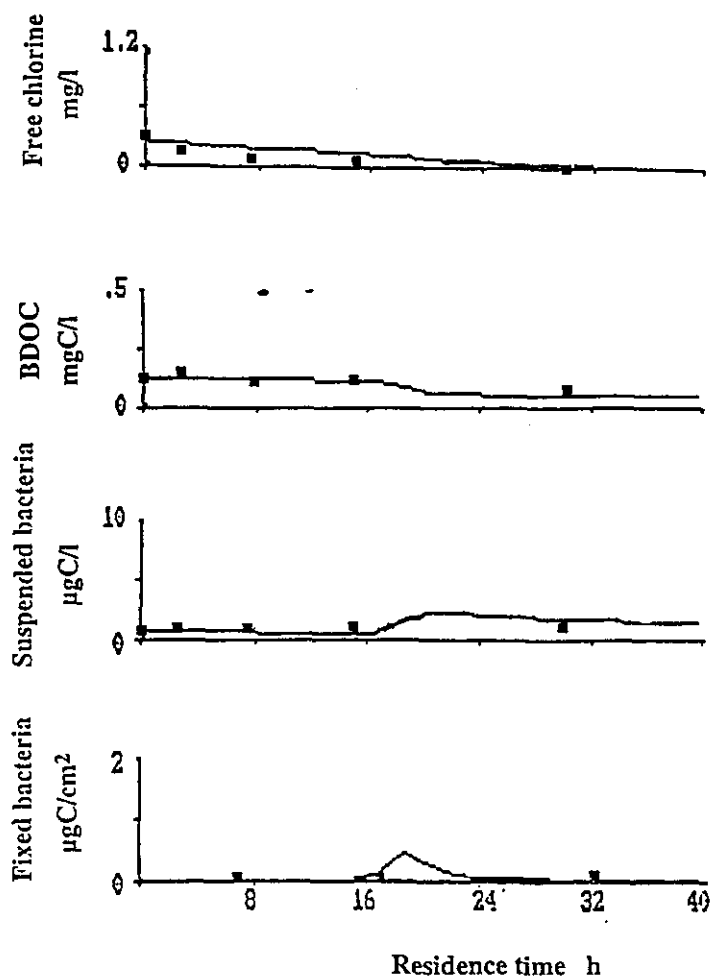 Free chlorine
mg/l
1.2
0
BDOC
mgC/l
.5
0
Suspended bacteria
µgC/l
10
0
Fixed bacteria
µgC/cm²
2
0
8 16 24 32 40
Residence time h